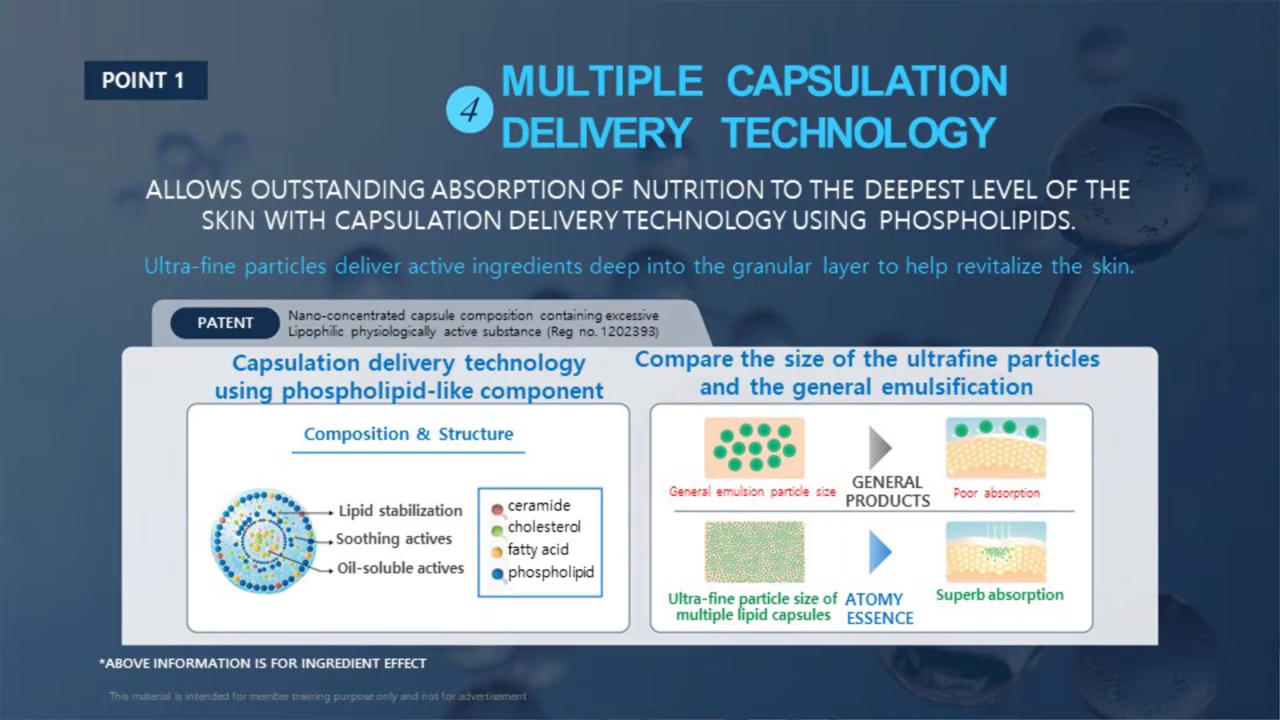 POINT 1
4
MULTIPLE CAPSULATION
DELIVERY TECHNOLOGY
ALLOWS OUTSTANDING ABSORPTION OF NUTRITION TO THE DEEPEST LEVEL OF THE
SKIN WITH CAPSULATION DELIVERY TECHNOLOGY USING PHOSPHOLIPIDS.
Ultra-fine particles deliver active ingredients deep into the granular layer to help revitalize the skin.
PATENT
Nano-concentrated capsule composition containing excessive
Lipophilic physiologically active substance (Reg no. 1202393)
Capsulation delivery technology
using phospholipid-like component
Composition & Structure
Lipid stabilization
Soothing actives
Oil-soluble actives
ceramide
cholesterol
fatty acid
phospholipid
Compare the size of the ultrafine particles
and the general emulsification
General emulsion particle size
GENERAL
PRODUCTS
Poor absorption
Ultra-fine particle size of
multiple lipid capsules
ATOMY
ESSENCE
Superb absorption
*ABOVE INFORMATION IS FOR INGREDIENT EFFECT
This material is intended for member training purpose only and not for advertisement